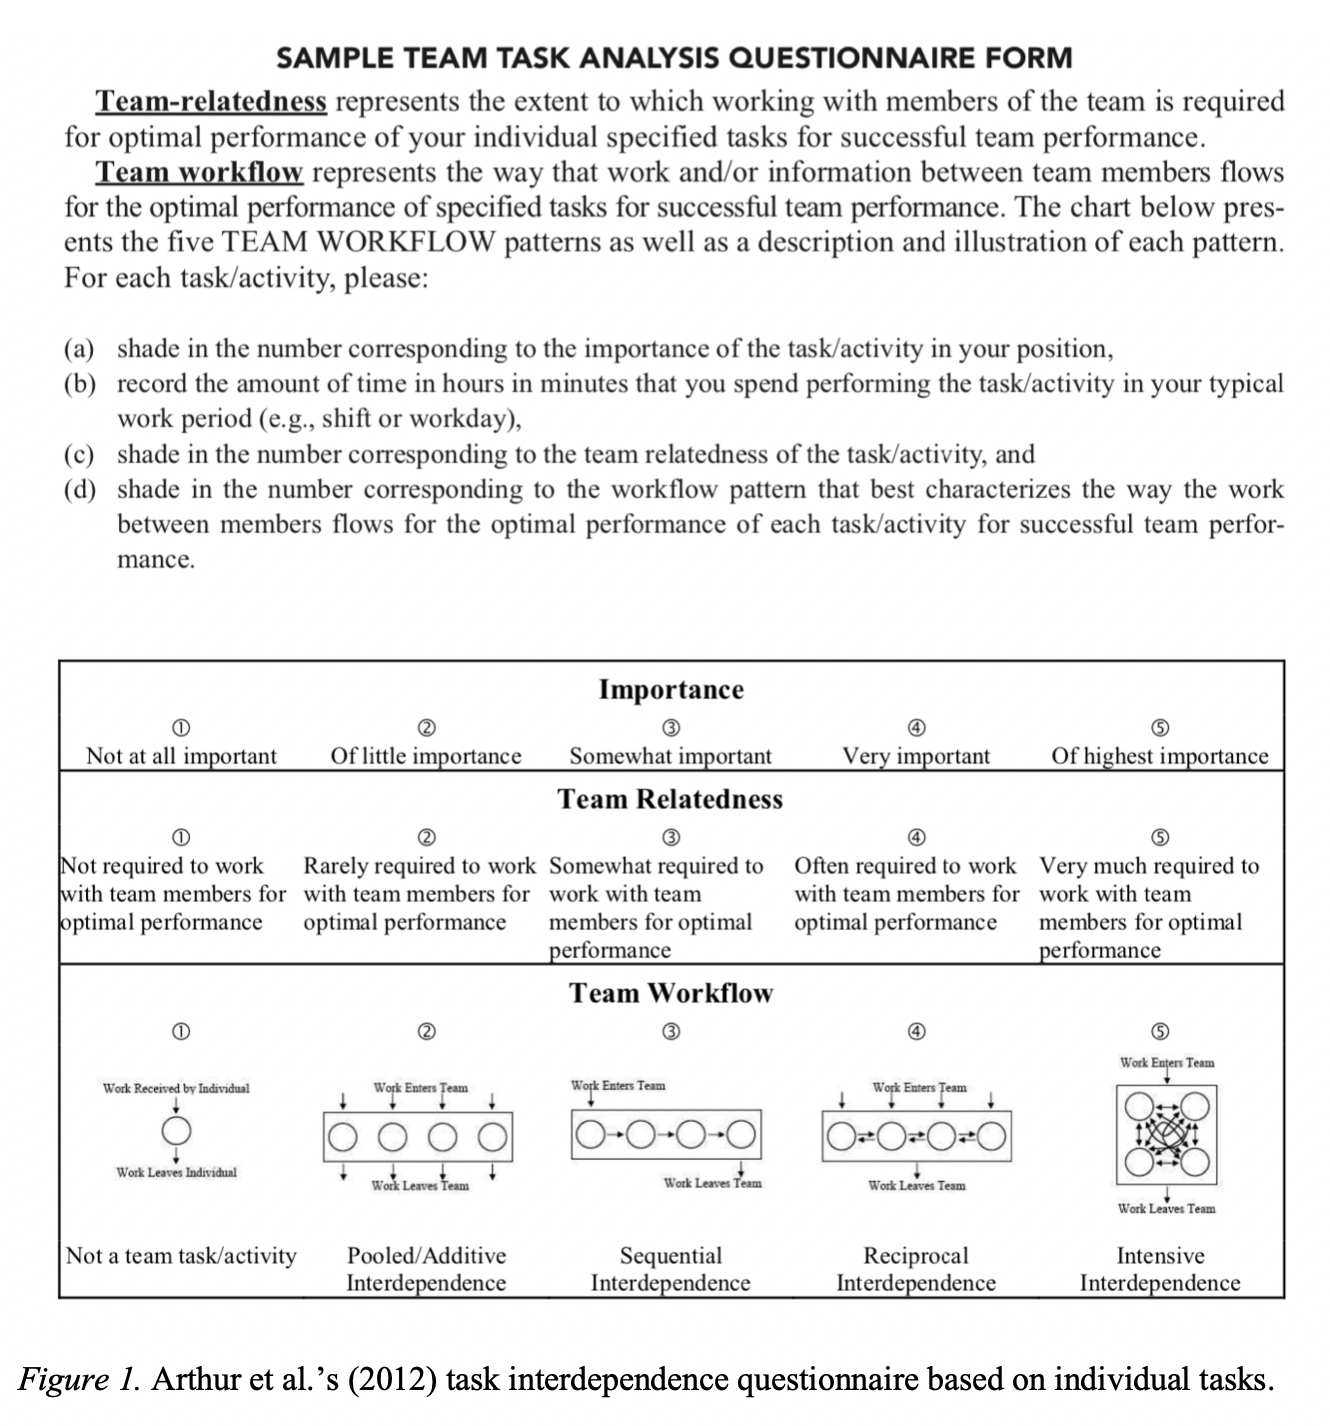 SAMPLE TEAM TASK ANALYSIS QUESTIONNAIRE FORM
Team-relatedness represents the extent to which working with members of the team is required
for optimal performance of your individual specified tasks for successful team performance.
Team workflow represents the way that work and/or information between team members flows
for the optimal performance of specified tasks for successful team performance. The chart below pres-
ents the five TEAM WORKFLOW patterns as well as a description and illustration of each pattern.
For each task/activity, please:
(a) shade in the number corresponding to the importance of the task/activity in your position,
(b) record the amount of time in hours in minutes that you spend performing the task/activity in your typical
work period (e.g., shift or workday),
(c) shade in the number corresponding to the team relatedness of the task/activity, and
(d) shade in the number corresponding to the workflow pattern that best characterizes the way the work
between members flows for the optimal performance of each task/activity for successful team perfor-
mance.
Importance
① ② ③ ④ ⑤
Not at all important Of little importance Somewhat important Very important Of highest importance
Team Relatedness
① ② ③ ④ ⑤
Not required to work Rarely required to work Somewhat required to Often required to work Very much required to
with team members for with team members for work with team with team members for work with team
optimal performance optimal performance members for optimal optimal performance members for optimal
performance performance
Team Workflow
① ② ③ ④ ⑤
Work Enters Team
Work Received by Individual Work Enters Team Work Enters Team Work Enters Team
Work Leaves Individual Work Leaves Team Work Leaves Team Work Leaves Team
Work Leaves Team
Not a team task/activity Pooled/Additive Sequential Reciprocal Intensive
Interdependence Interdependence Interdependence Interdependence
Figure 1. Arthur et al.’s (2012) task interdependence questionnaire based on individual tasks.